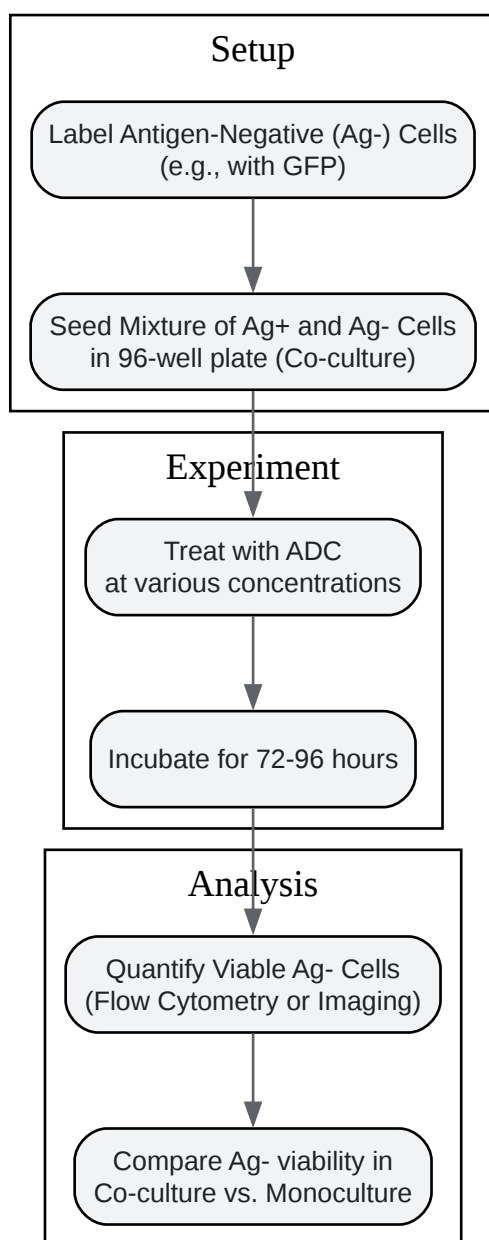 Setup
Label Antigen-Negative (Ag-) Cells
(e.g., with GFP)
Seed Mixture of Ag+ and Ag- Cells
in 96-well plate (Co-culture)
Experiment
Treat with ADC
at various concentrations
Incubate for 72-96 hours
Analysis
Quantify Viable Ag- Cells
(Flow Cytometry or Imaging)
Compare Ag- viability in
Co-culture vs. Monoculture